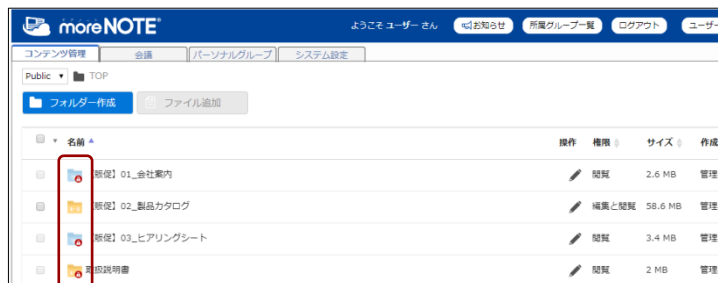 moreNOTE ようこそ ユーザー さん お知らせ 所属グループ一覧 ログアウト ユーザー
コンテンツ管理 会議 パーソナルグループ システム設定
Public TOP
フォルダー作成 ファイル追加
名前 操作 権限 サイズ 作成
【販促】01_会社案内 閲覧 2.6 MB 管理
【販促】02_製品カタログ 編集と閲覧 58.6 MB 管理
【販促】03_ヒアリングシート 閲覧 3.4 MB 管理
取扱説明書 閲覧 2 MB 管理